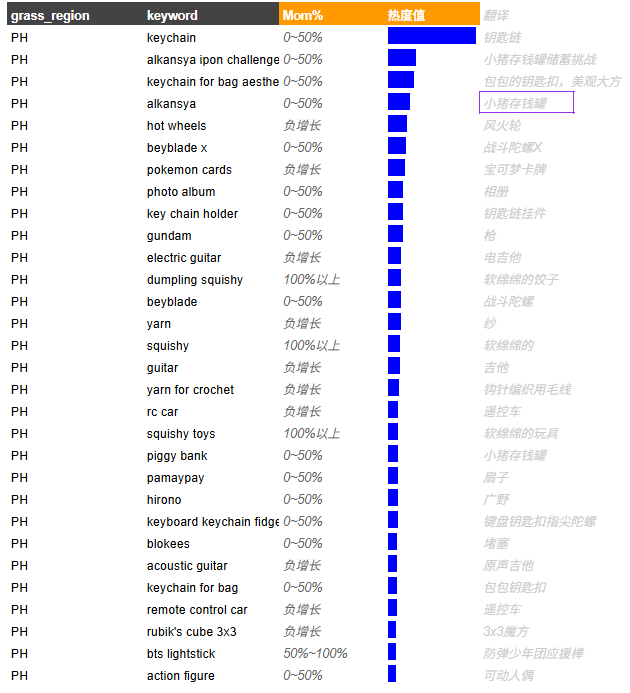 grass_region keyword Mom% 热度值 翻译
PH keychain 0~50% 钥匙链
PH alkansya ipon challenge 0~50% 小猪存钱罐储蓄挑战
PH keychain for bag aesthe 0~50% 包包的钥匙扣，美观大方
PH alkansya 0~50% 小猪存钱罐
PH hot wheels 负增长 风火轮
PH beyblade x 0~50% 战斗陀螺X
PH pokemon cards 负增长 宝可梦卡牌
PH photo album 0~50% 相册
PH key chain holder 0~50% 钥匙链挂件
PH gundam 0~50% 枪
PH electric guitar 负增长 电吉他
PH dumpling squishy 100%以上 软绵绵的饺子
PH beyblade 0~50% 战斗陀螺
PH yarn 负增长 纱
PH squishy 100%以上 软绵绵的
PH guitar 负增长 吉他
PH yarn for crochet 负增长 钩针编织用毛线
PH rc car 负增长 遥控车
PH squishy toys 100%以上 软绵绵的玩具
PH piggy bank 0~50% 小猪存钱罐
PH pamaypay 0~50% 扇子
PH hirono 0~50% 广野
PH keyboard keychain fidge 0~50% 键盘钥匙扣指尖陀螺
PH blokees 0~50% 堵塞
PH acoustic guitar 负增长 原声吉他
PH keychain for bag 0~50% 包包钥匙扣
PH remote control car 负增长 遥控车
PH rubik's cube 3x3 负增长 3x3魔方
PH bts lightstick 50%~100% 防弹少年团应援棒
PH action figure 0~50% 可动人偶